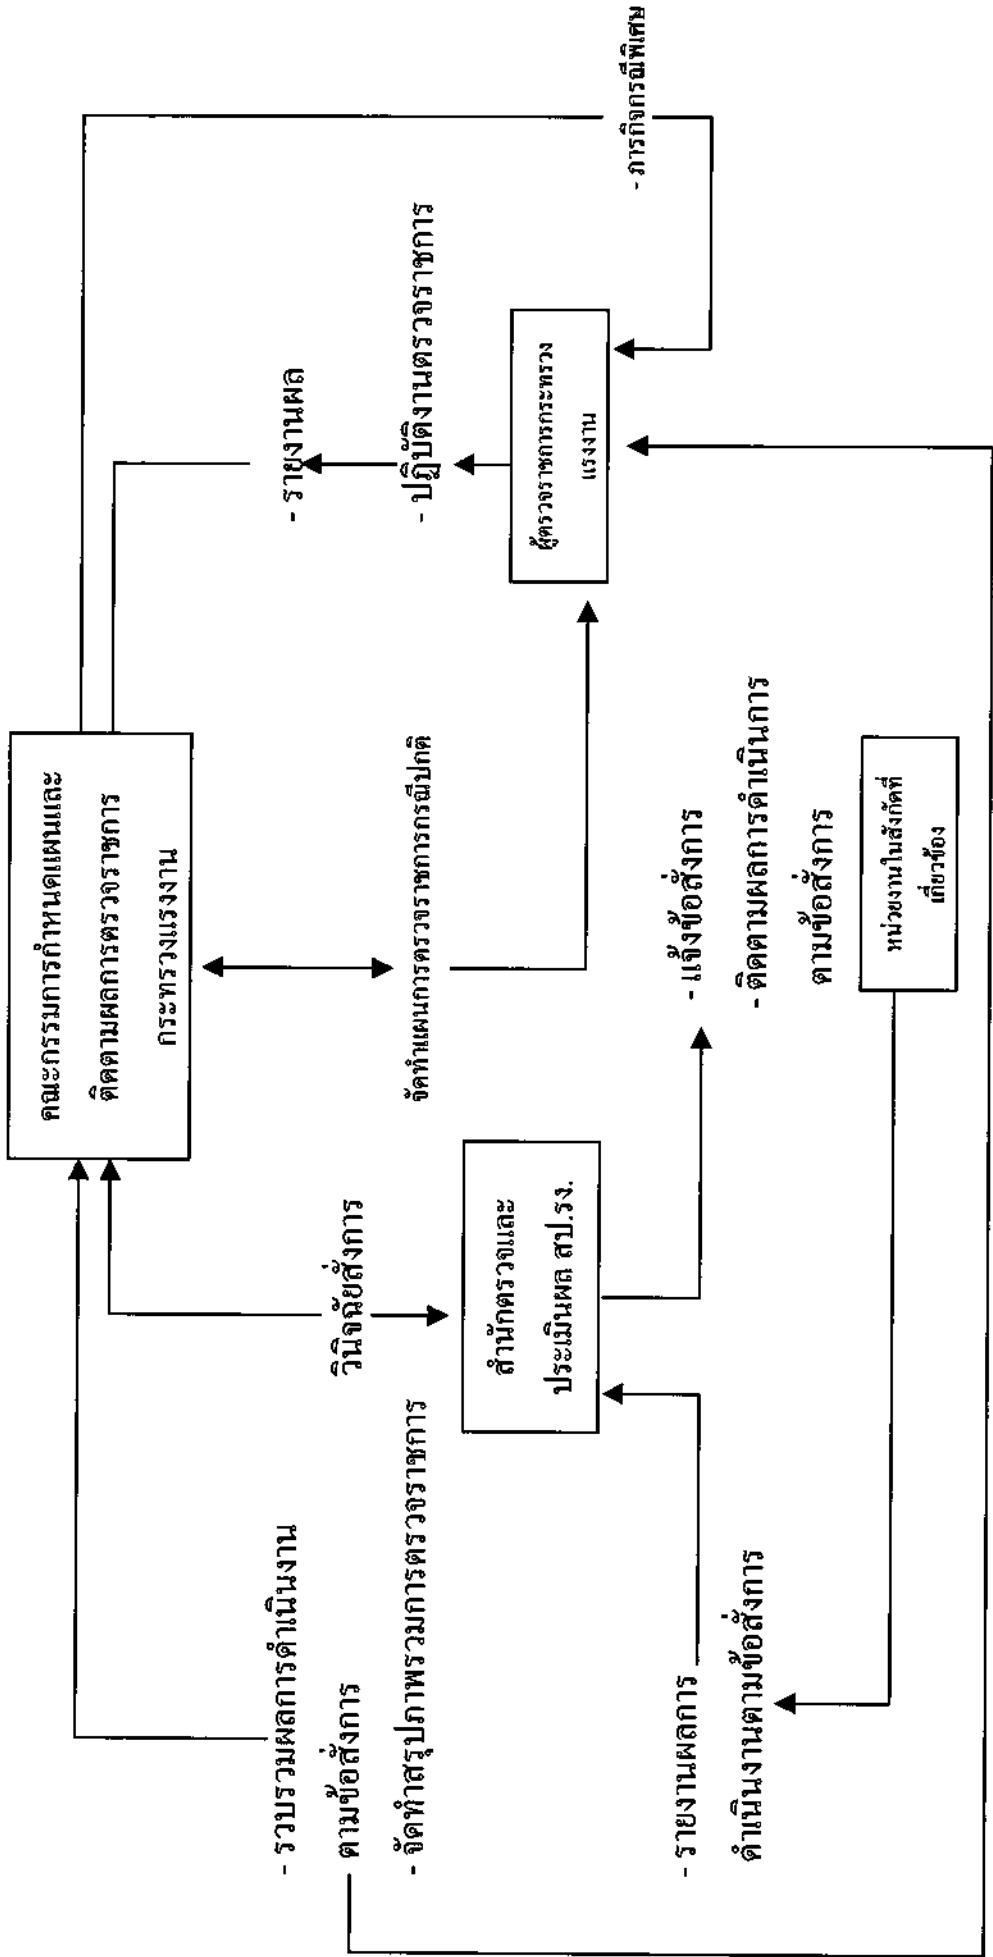 คณะกรรมการกำหนดแผนและ
ติดตามผลการตรวจราชการ
กระทรวงแรงงาน
- รวบรวมผลการดำเนินงาน
ตามข้อสั่งการ
- จัดทำสรุปภาพรวมการตรวจราชการ
วินิจฉัยสั่งการ
จัดทำแผนการตรวจราชการกรณีปกติ
- รายงานผล
- ปฏิบัติงานตรวจราชการ
สำนักตรวจและ
ประเมินผล สป.รง.
ผู้ตรวจราชการกระทรวง
แรงงาน
- ภารกิจกรณีพิเศษ
- รายงานผลการ
ดำเนินงานตามข้อสั่งการ
- แจ้งข้อสั่งการ
- ติดตามผลการดำเนินการ
ตามข้อสั่งการ
หน่วยงานในสังกัดที่
เกี่ยวข้อง